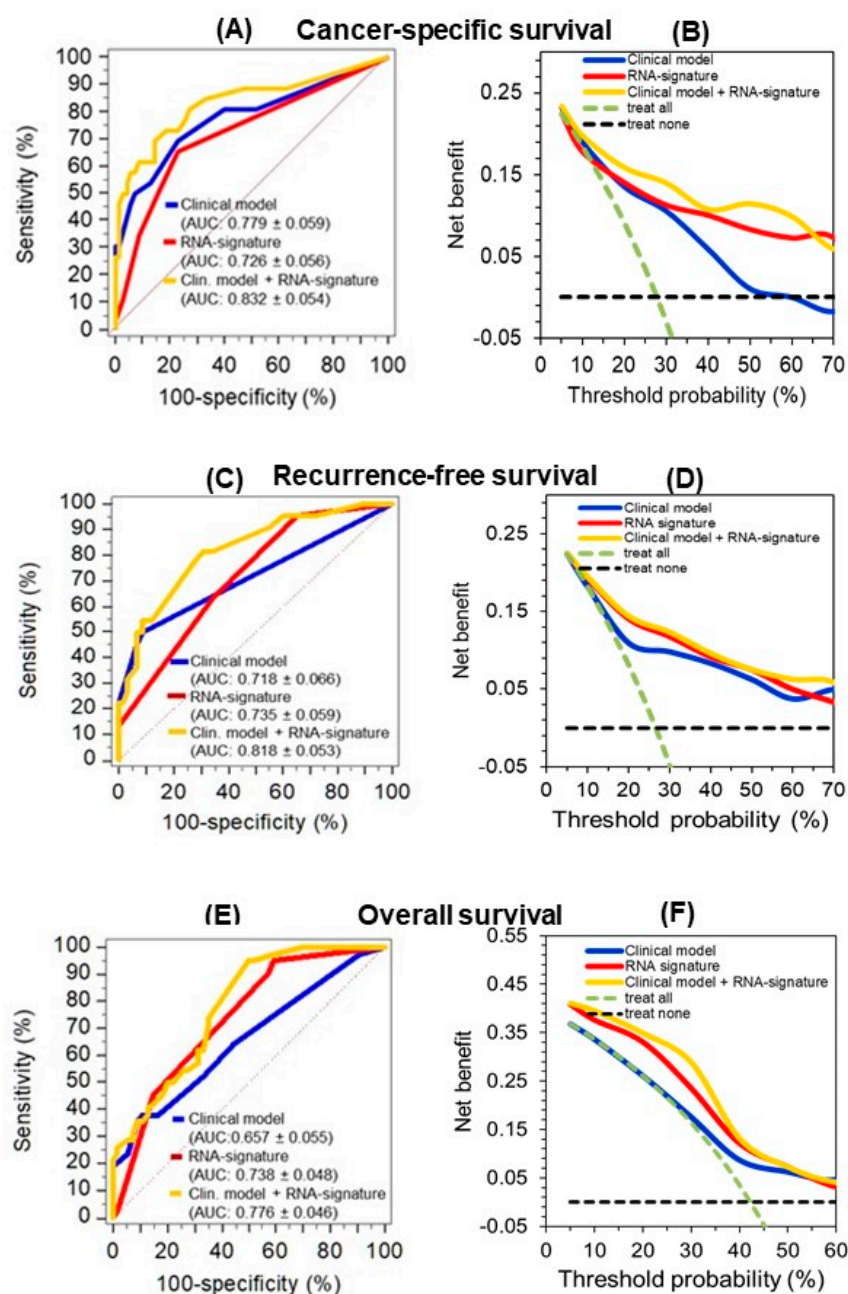 (A) Cancer-specific survival (B)
100
90
80
70
60
50
40
30
20
10
0
Sensitivity (%)
Clinical model
(AUC: 0.779 ± 0.059)
RNA-signature
(AUC: 0.726 ± 0.056)
Clin. model + RNA-signature
(AUC: 0.832 ± 0.054)
0 20 40 60 80 100
100-specificity (%)
Clinical model
RNA-signature
Clinical model + RNA-signature
treat all
treat none
0.25
0.15
0.05
-0.05
Net benefit
0 10 20 30 40 50 60 70
Threshold probability (%)
(C) Recurrence-free survival (D)
100
90
80
70
60
50
40
30
20
10
0
Sensitivity (%)
Clinical model
(AUC: 0.718 ± 0.066)
RNA-signature
(AUC: 0.735 ± 0.059)
Clin. model + RNA-signature
(AUC: 0.818 ± 0.053)
0 20 40 60 80 100
100-specificity (%)
Clinical model
RNA signature
Clinical model + RNA-signature
treat all
treat none
0.25
0.15
0.05
-0.05
Net benefit
0 10 20 30 40 50 60 70
Threshold probability (%)
(E) Overall survival (F)
100
90
80
70
60
50
40
30
20
10
0
Sensitivity (%)
Clinical model
(AUC:0.657 ± 0.055)
RNA-signature
(AUC: 0.738 ± 0.048)
Clin. model + RNA-signature
(AUC: 0.776 ± 0.046)
0 20 40 60 80 100
100-specificity (%)
Clinical model
RNA signature
Clinical model + RNA-signature
treat all
treat none
0.55
0.45
0.35
0.25
0.15
0.05
-0.05
Net benefit
0 10 20 30 40 50 60
Threshold probability (%)